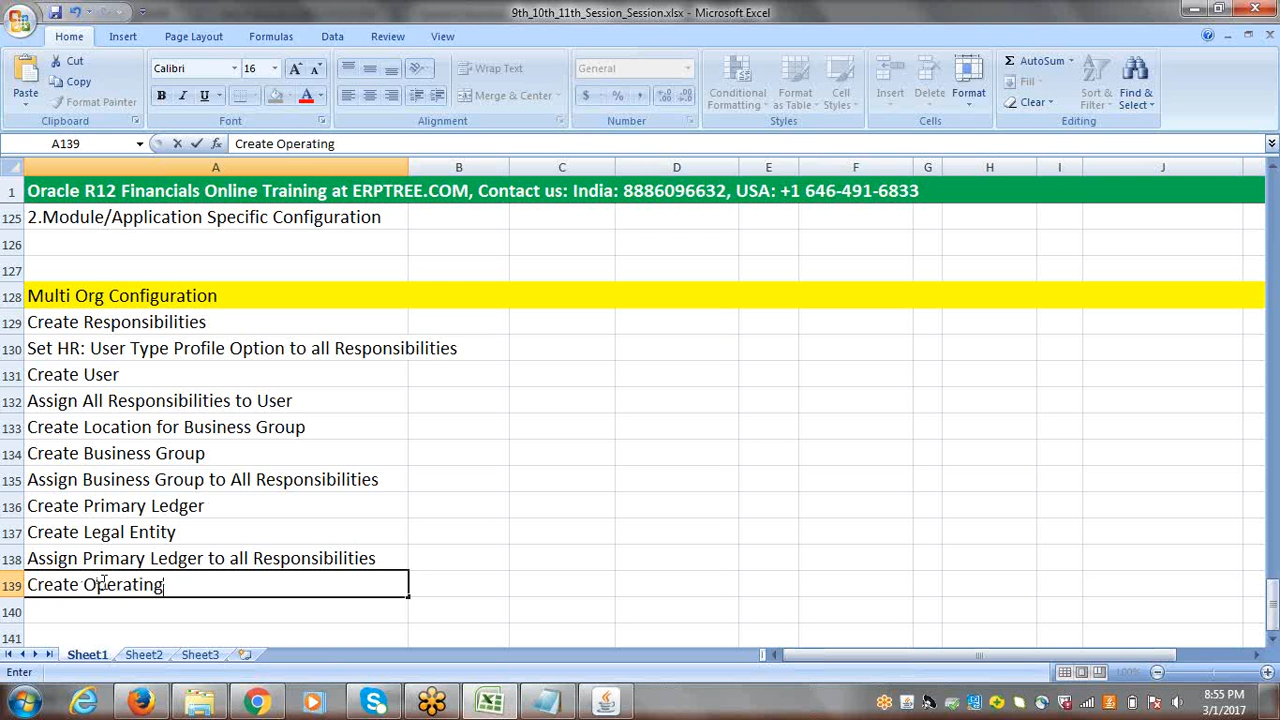 9th_10th_11th_Session_Session.xlsx - Microsoft Excel
Home Insert Page Layout Formulas Data Review View
Paste Cut Copy Format Painter Clipboard
Calibri 16 A A B I U A Font
Wrap Text Merge & Center Alignment
General $ % , Number
Conditional Formatting Format as Table Cell Styles Styles
Insert Delete Format Cells
Σ AutoSum Fill Clear Sort & Filter Find & Select Editing
A139 fx Create Operating
A B C D E F G H I J
1 Oracle R12 Financials Online Training at ERPTREE.COM, Contact us: India: 8886096632, USA: +1 646-491-6833
125 2.Module/Application Specific Configuration
126
127
128 Multi Org Configuration
129 Create Responsibilities
130 Set HR: User Type Profile Option to all Responsibilities
131 Create User
132 Assign All Responsibilities to User
133 Create Location for Business Group
134 Create Business Group
135 Assign Business Group to All Responsibilities
136 Create Primary Ledger
137 Create Legal Entity
138 Assign Primary Ledger to all Responsibilities
139 Create Operating
140
141
Sheet1 Sheet2 Sheet3
Enter 100%
8:55 PM
3/1/2017